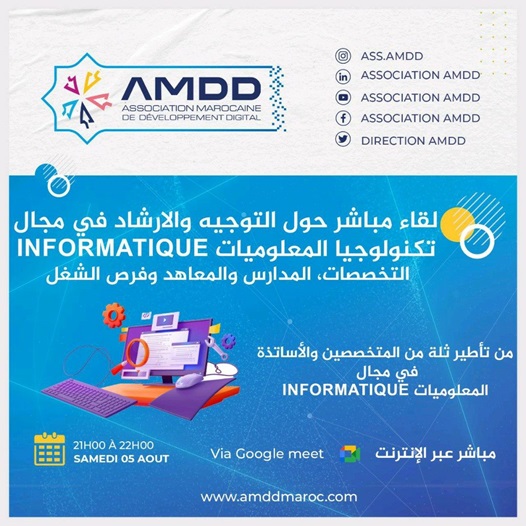 AMDD
ASSOCIATION MAROCAINE
DE DÉVELOPPEMENT DIGITAL
ASS.AMDD
ASSOCIATION AMDD
ASSOCIATION AMDD
ASSOCIATION AMDD
DIRECTION AMDD
لقاء مباشر حول التوجيه والارشاد في مجال
تكنولوجيا المعلوميات INFORMATIQUE
التخصصات، المدارس والمعاهد وفرص الشغل
من تأطير ثلة من المتخصصين والأساتذة
في مجال
المعلوميات INFORMATIQUE
21H00 À 22H00
SAMEDI 05 AOUT
Via Google meet
مباشر عبر الإنترنت
www.amddmaroc.com